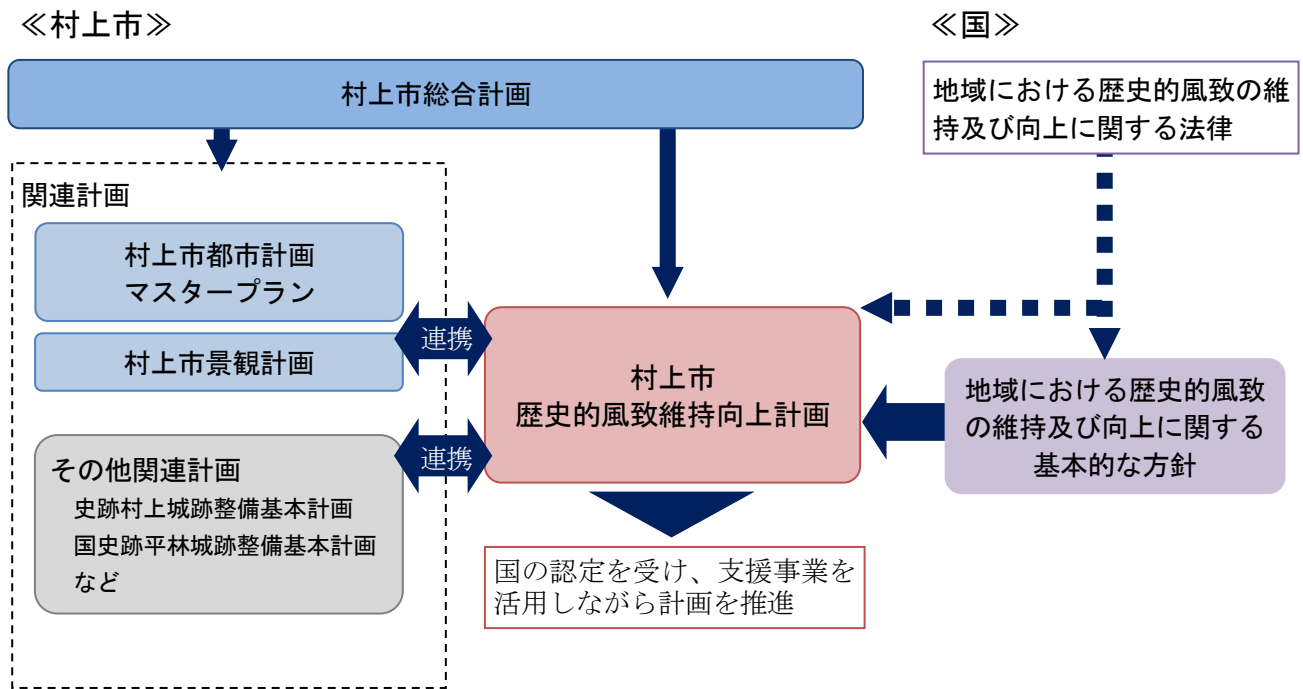 ≪村上市≫
≪国≫
村上市総合計画
地域における歴史的風致の維
持及び向上に関する法律
関連計画
村上市都市計画
マスタープラン
村上市景観計画
連携
連携
その他関連計画
史跡村上城跡整備基本計画
国史跡平林城跡整備基本計画
など
村上市
歴史的風致維持向上計画
地域における歴史的風致
の維持及び向上に関する
基本的な方針
国の認定を受け、支援事業を
活用しながら計画を推進